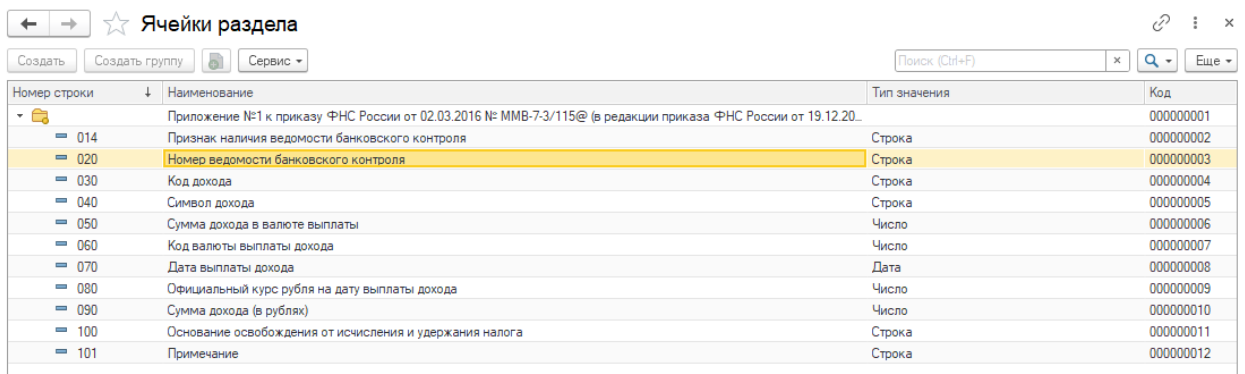 Ячейки раздела
Создать Создать группу Сервис Поиск (Ctrl+F) Еще
Номер строки Наименование Тип значения Код
Приложение №1 к приказу ФНС России от 02.03.2016 № ММВ-7-3/115@ (в редакции приказа ФНС России от 19.12.20... 000000001
014 Признак наличия ведомости банковского контроля Строка 000000002
020 Номер ведомости банковского контроля Строка 000000003
030 Код дохода Строка 000000004
040 Символ дохода Строка 000000005
050 Сумма дохода в валюте выплаты Число 000000006
060 Код валюты выплаты дохода Число 000000007
070 Дата выплаты дохода Дата 000000008
080 Официальный курс рубля на дату выплаты дохода Число 000000009
090 Сумма дохода (в рублях) Число 000000010
100 Основание освобождения от исчисления и удержания налога Строка 000000011
101 Примечание Строка 000000012